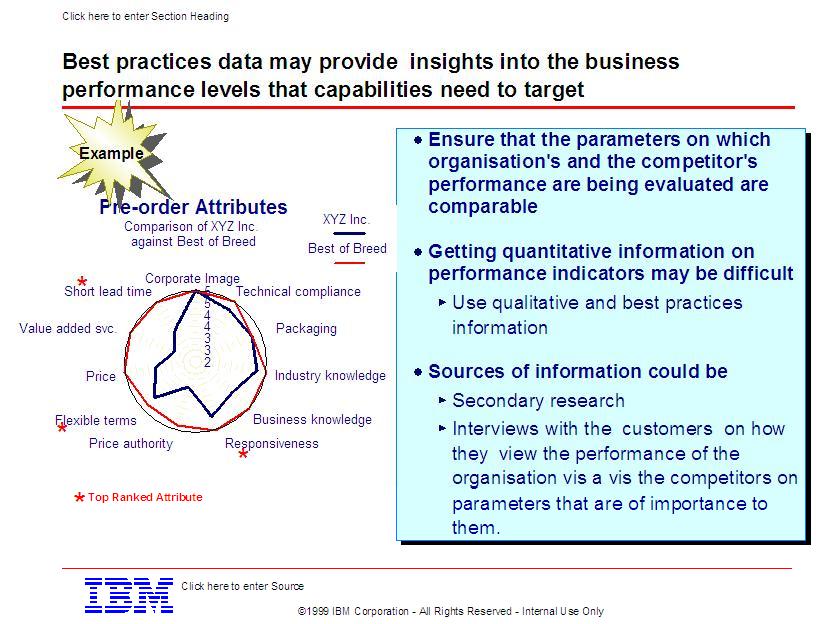 Click here to enter Section Heading
Best practices data may provide insights into the business
performance levels that capabilities need to target
Example
Pre-order Attributes
Comparison of XYZ Inc.
against Best of Breed
XYZ Inc.
Best of Breed
Corporate Image
* Short lead time
Technical compliance
Value added svc.
Packaging
Price
Industry knowledge
Flexible terms
*
Business knowledge
Price authority
Responsiveness
*
5
5
4
4
3
3
2
* Top Ranked Attribute
• Ensure that the parameters on which
organisation's and the competitor's
performance are being evaluated are
comparable
• Getting quantitative information on
performance indicators may be difficult
▸ Use qualitative and best practices
information
• Sources of information could be
▸ Secondary research
▸ Interviews with the customers on how
they view the performance of the
organisation vis a vis the competitors on
parameters that are of importance to
them.
IBM
Click here to enter Source
©1999 IBM Corporation - All Rights Reserved - Internal Use Only